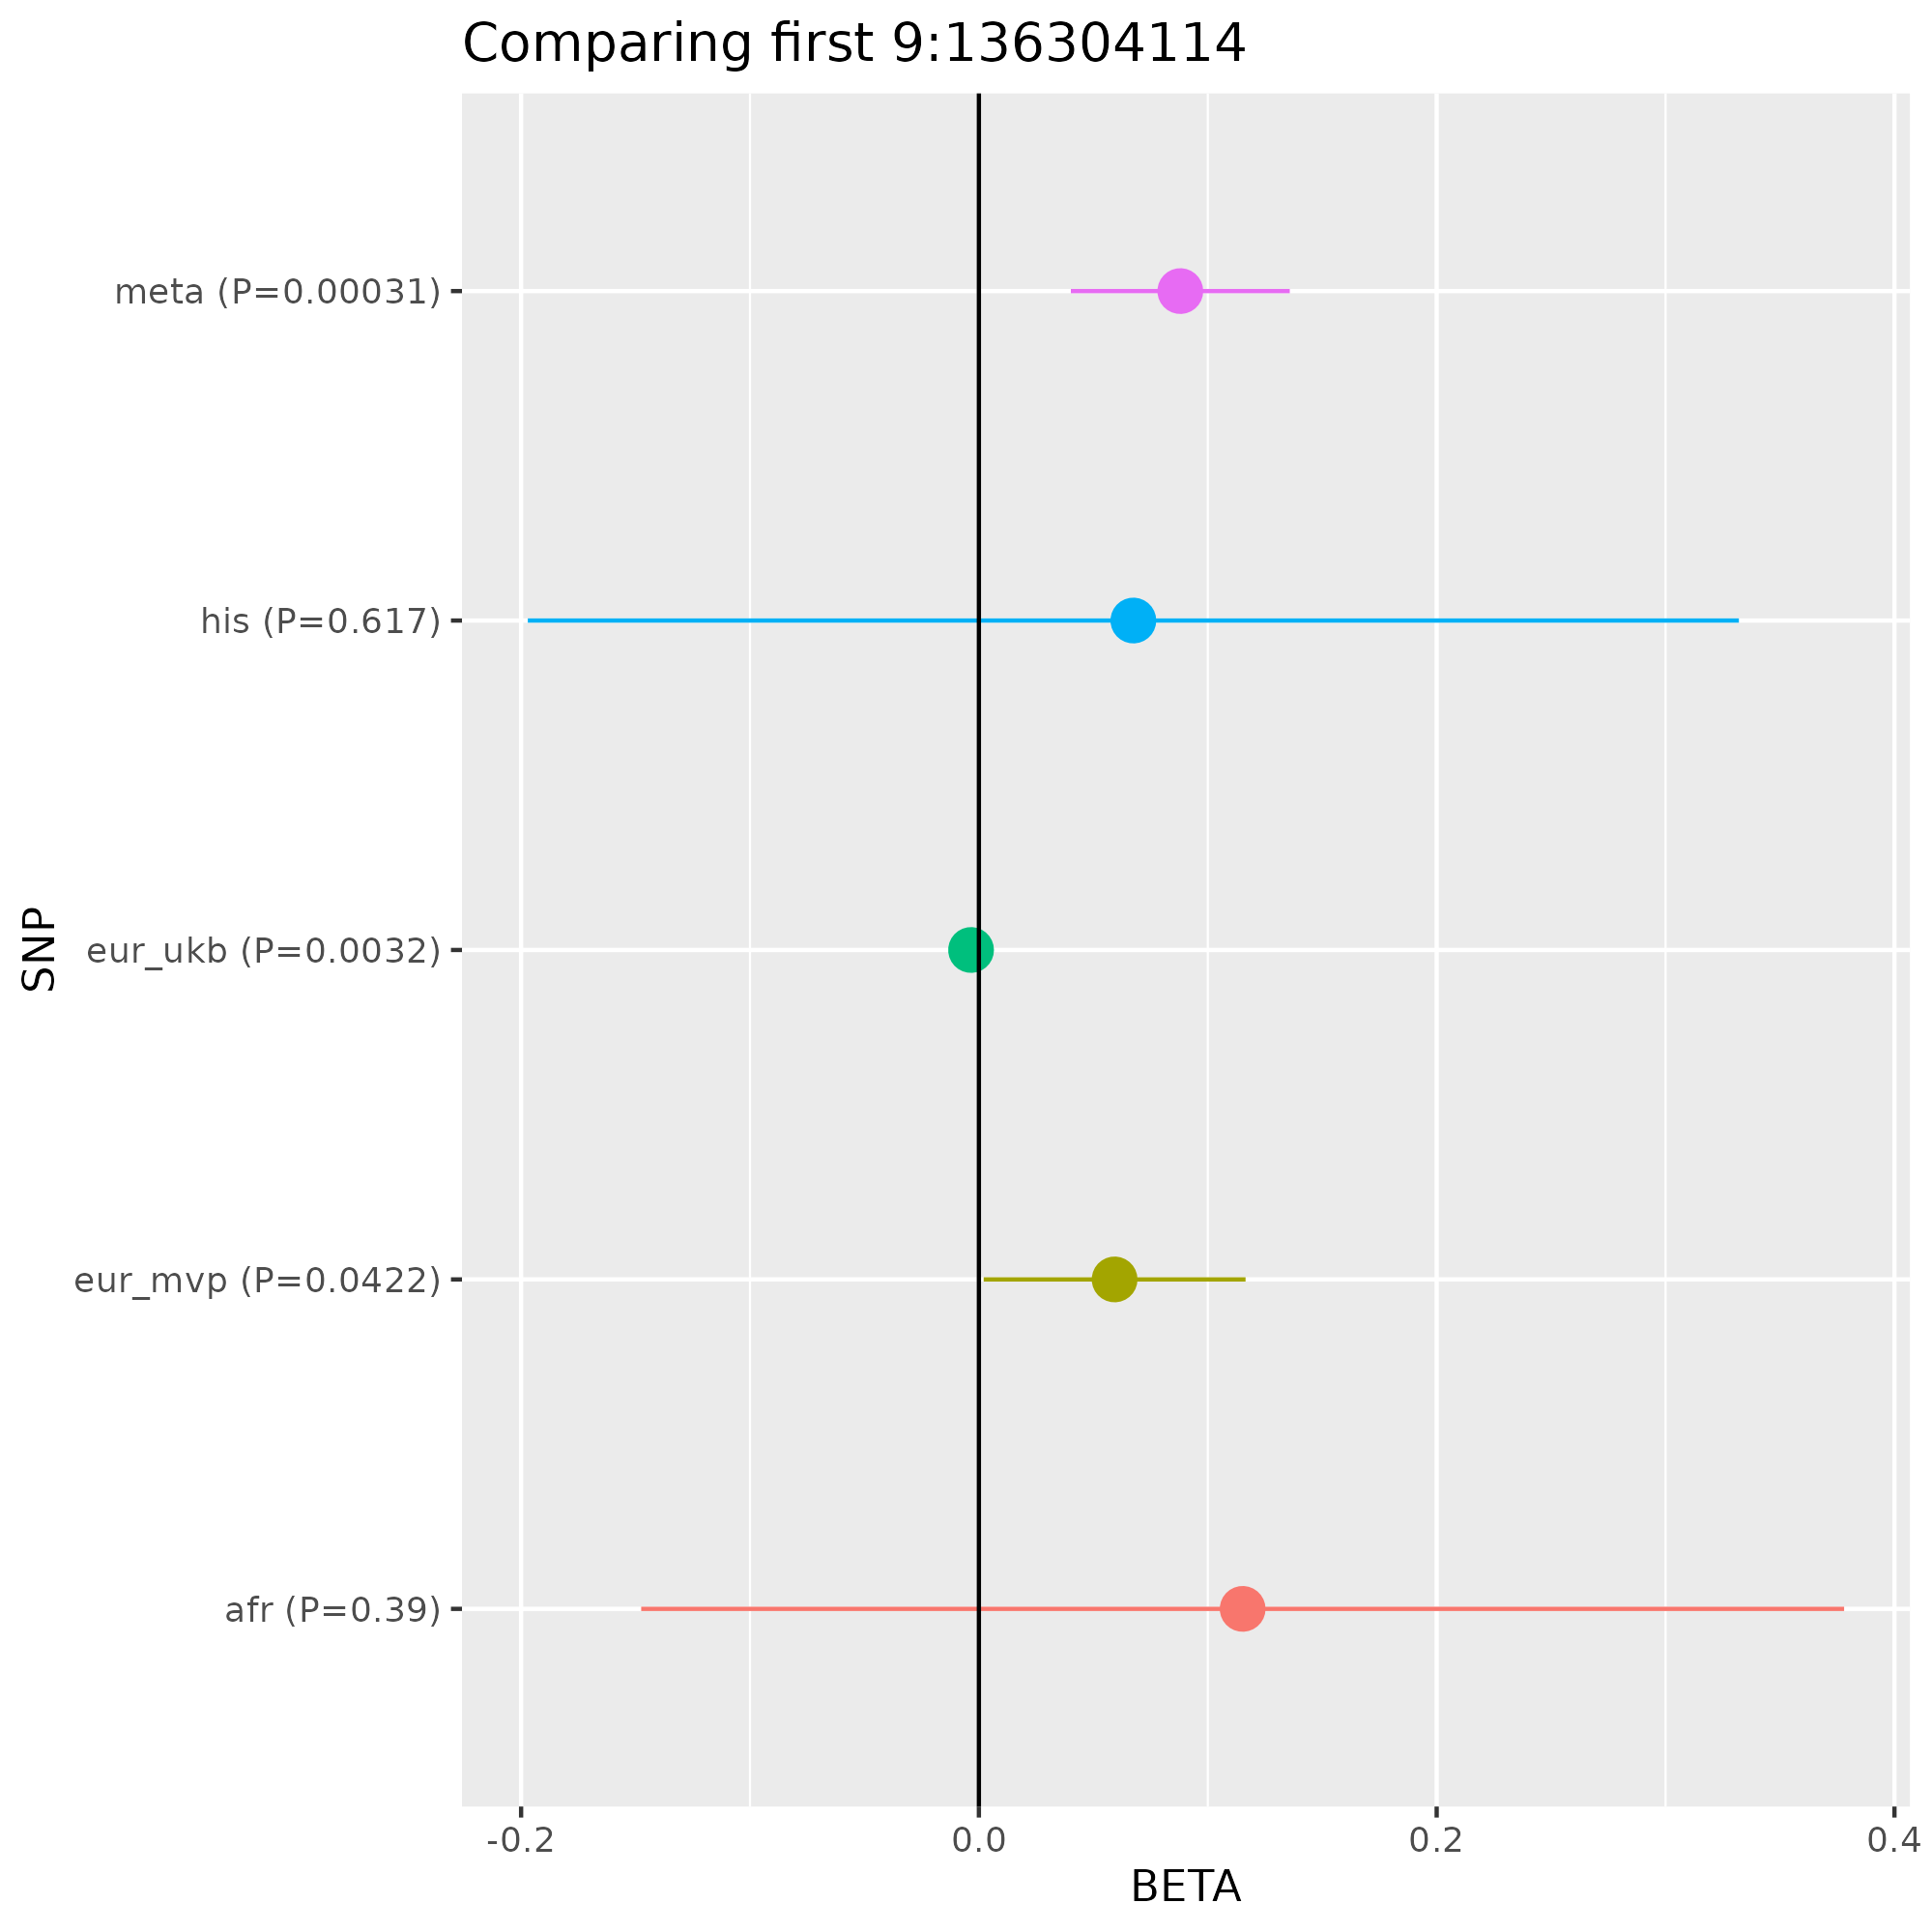 Comparing first 9:136304114
meta (P=0.00031)
his (P=0.617)
eur_ukb (P=0.0032)
eur_mvp (P=0.0422)
afr (P=0.39)
SNP
-0.2 0.0 0.2 0.4
BETA